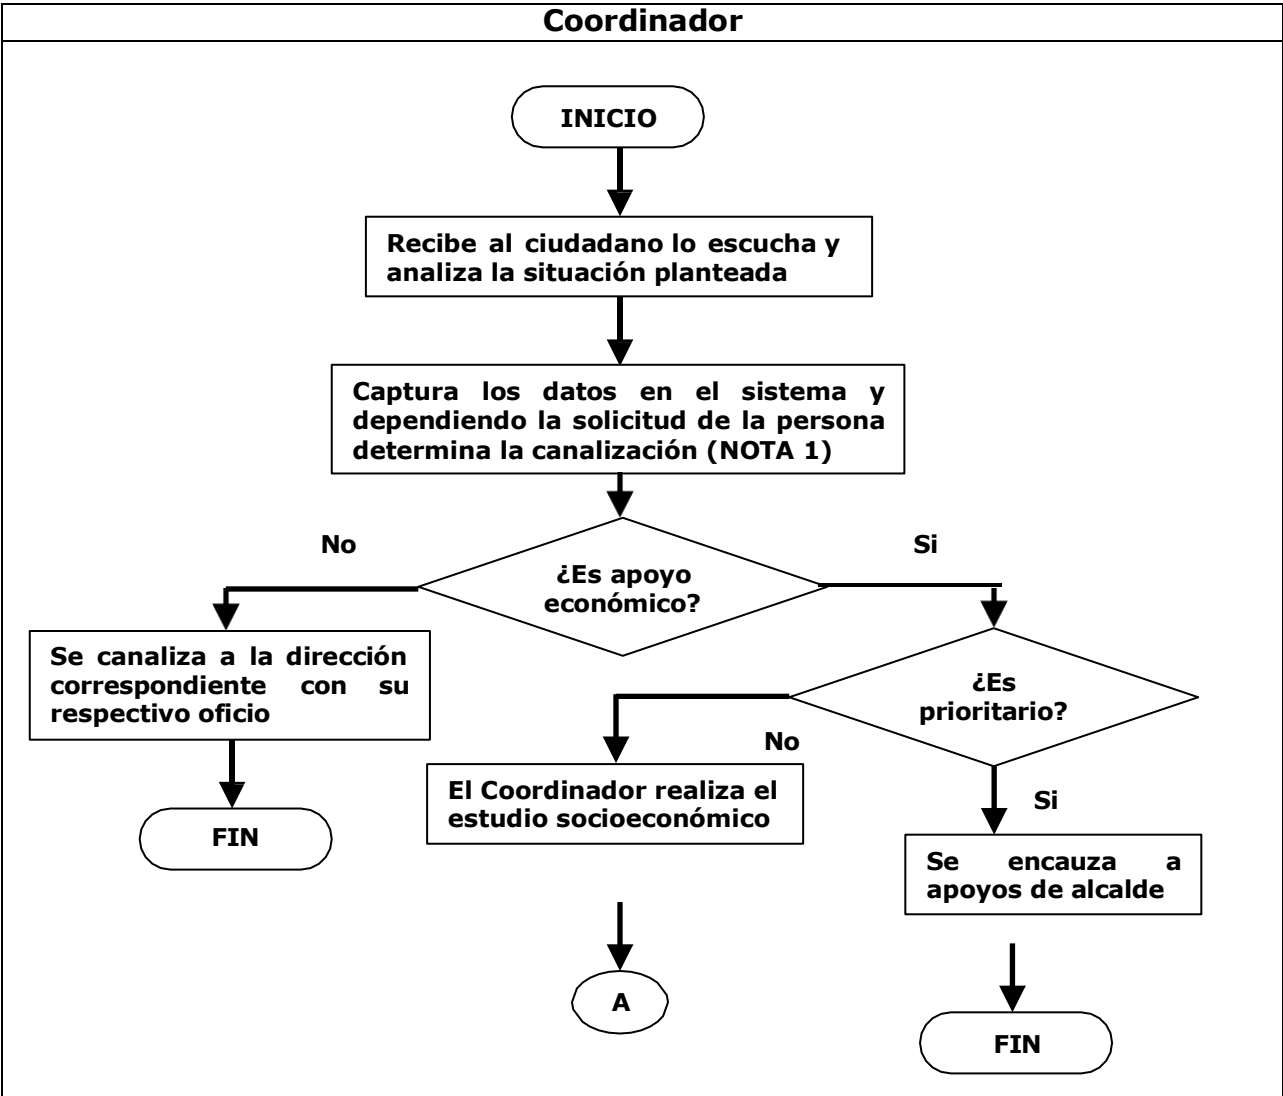 Coordinador
INICIO
Recibe al ciudadano lo escucha y
analiza la situación planteada
Captura los datos en el sistema y
dependiendo la solicitud de la persona
determina la canalización (NOTA 1)
No
Si
¿Es apoyo
económico?
Se canaliza a la dirección
correspondiente con su
respectivo oficio
¿Es
prioritario?
No
El Coordinador realiza el
estudio socioeconómico
Si
FIN
Se encauza a
apoyos de alcalde
A
FIN